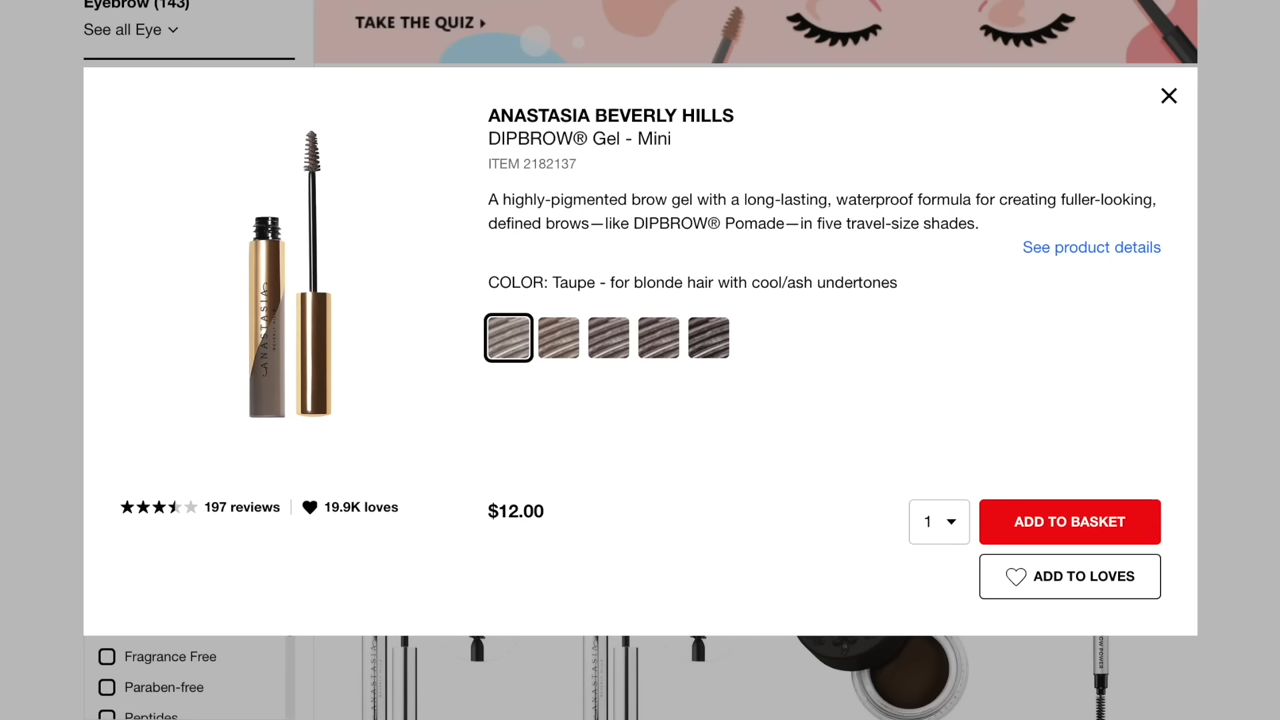 Eyebrow (143)
See all Eye
TAKE THE QUIZ
ANASTASIA BEVERLY HILLS
DIPBROW® Gel - Mini
ITEM 2182137
A highly-pigmented brow gel with a long-lasting, waterproof formula for creating fuller-looking,
defined brows—like DIPBROW® Pomade—in five travel-size shades.
See product details
COLOR: Taupe - for blonde hair with cool/ash undertones
ANASTASIA
197 reviews
19.9K loves
$12.00
1
ADD TO BASKET
ADD TO LOVES
Fragrance Free
Paraben-free
Peptides